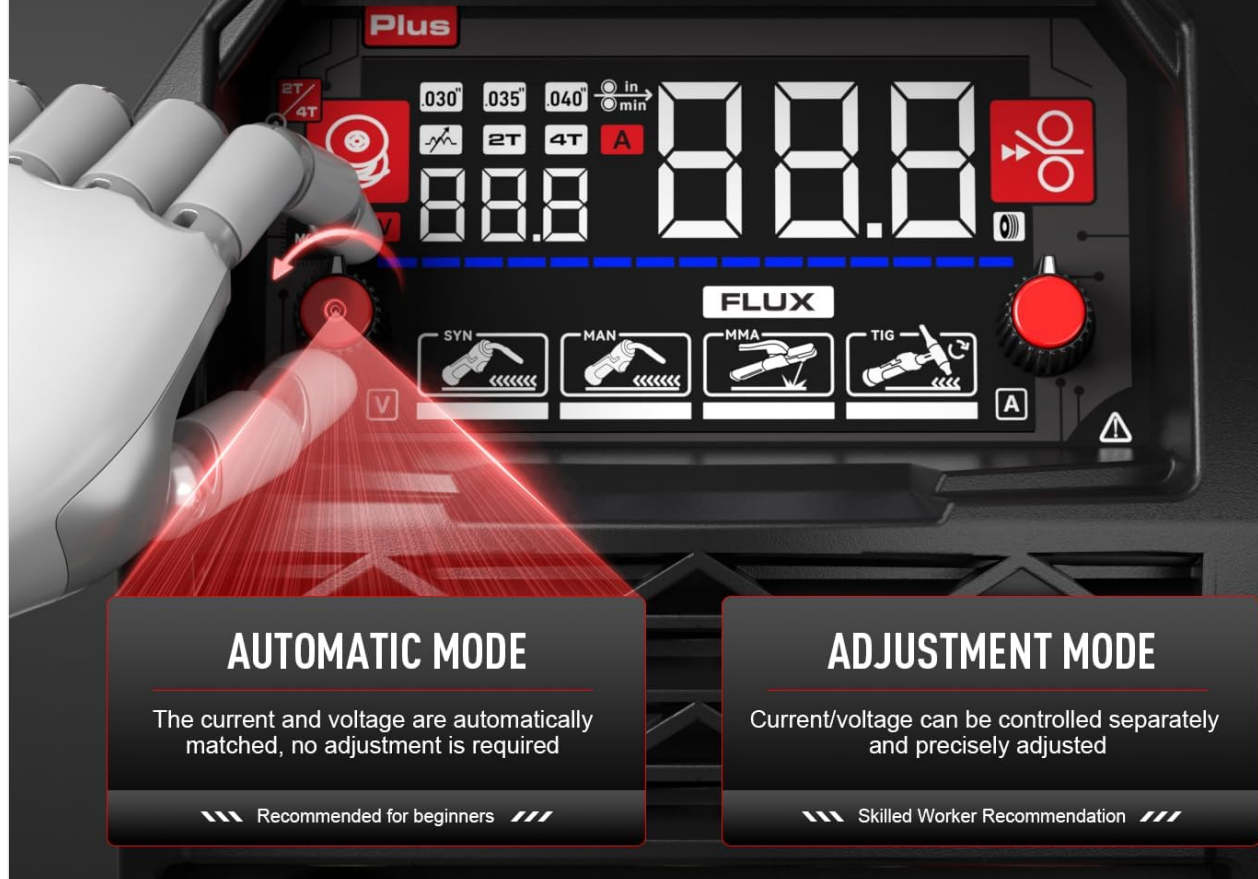 Plus
2T/4T
.030" .035" .040" in/min
2T 4T A
88.8
88.8
V
FLUX
SYN MAN MMA TIG
V A
AUTOMATIC MODE
The current and voltage are automatically
matched, no adjustment is required
Recommended for beginners
ADJUSTMENT MODE
Current/voltage can be controlled separately
and precisely adjusted
Skilled Worker Recommendation